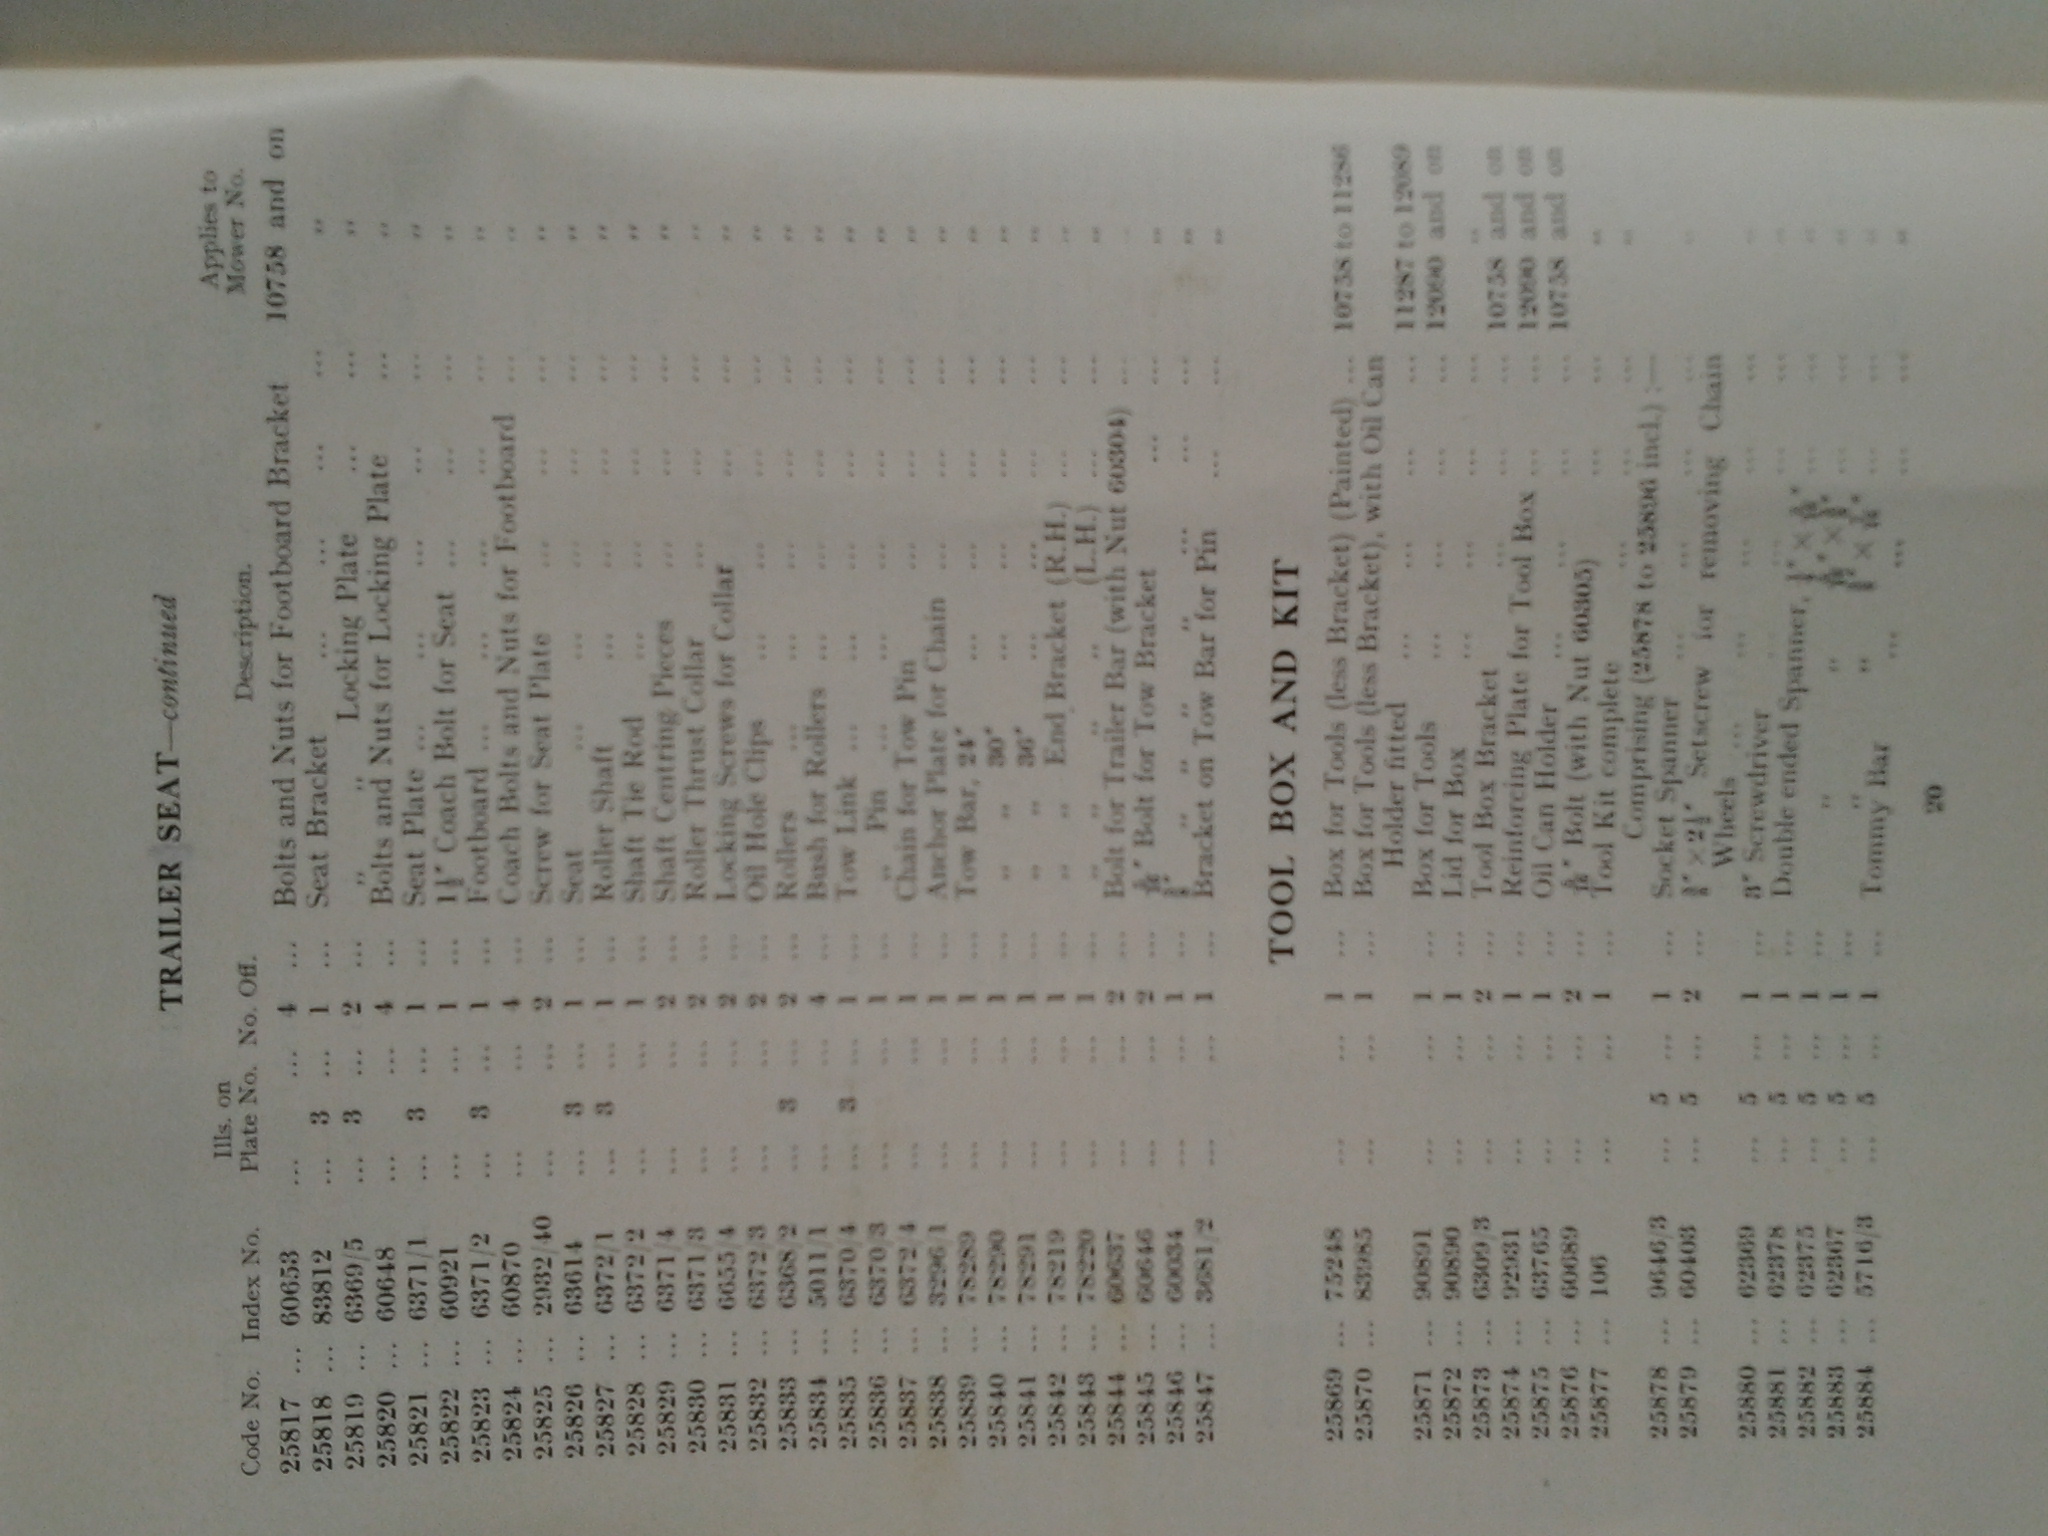 TRAILER SEAT—continued
Ills. on Applies to
Code No. Index No. Plate No. No. Off. Description. Mower No.
25817 ... 60653 ... ... 4 ... Bolts and Nuts for Footboard Bracket 10758 and on
25818 ... 83812 ... 3 ... 1 ... Seat Bracket ... ... ... ... „
25819 ... 6369/5 ... 3 ... 2 ... „ „ Locking Plate ... ... „
25820 ... 60648 ... ... 4 ... Bolts and Nuts for Locking Plate ... „
25821 ... 6371/1 ... 3 ... 1 ... Seat Plate ... ... ... ... ... „
25822 ... 60921 ... ... 1 ... 1½″ Coach Bolt for Seat ... ... ... „
25823 ... 6371/2 ... 3 ... 1 ... Footboard ... ... ... ... ... „
25824 ... 60870 ... ... 4 ... Coach Bolts and Nuts for Footboard ... „
25825 ... 2932/40 ... ... 2 ... Screw for Seat Plate ... ... ... „
25826 ... 63614 ... 3 ... 1 ... Seat ... ... ... ... ... „
25827 ... 6372/1 ... 3 ... 1 ... Roller Shaft ... ... ... ... „
25828 ... 6372/2 ... ... 1 ... Shaft Tie Rod ... ... ... ... „
25829 ... 6371/4 ... ... 2 ... Shaft Centring Pieces ... ... ... „
25830 ... 6371/3 ... ... 2 ... Roller Thrust Collar ... ... ... „
25831 ... 6655/4 ... ... 2 ... Locking Screws for Collar ... ... „
25832 ... 6372/3 ... ... 2 ... Oil Hole Clips ... ... ... ... „
25833 ... 6368/2 ... 3 ... 2 ... Rollers ... ... ... ... ... „
25834 ... 5011/1 ... ... 4 ... Bush for Rollers ... ... ... ... „
25835 ... 6370/4 ... 3 ... 1 ... Tow Link ... ... ... ... ... „
25836 ... 6370/3 ... ... 1 ... „ Pin ... ... ... ... ... „
25837 ... 6372/4 ... ... 1 ... Chain for Tow Pin ... ... ... „
25838 ... 3296/1 ... ... 1 ... Anchor Plate for Chain ... ... ... „
25839 ... 78289 ... ... 1 ... Tow Bar, 24″ ... ... ... ... „
25840 ... 78290 ... ... 1 ... „ „ 30″ ... ... ... ... „
25841 ... 78291 ... ... 1 ... „ „ 36″ ... ... ... ... „
25842 ... 78219 ... ... 1 ... „ „ End Bracket (R.H.) ... ... „
25843 ... 78220 ... ... 1 ... „ „ „ „ (L.H.) ... ... „
25844 ... 60637 ... ... 2 ... Bolt for Trailer Bar (with Nut 60304) ... „
25845 ... 60646 ... ... 2 ... Bolt for Tow Bracket ... ... „
25846 ... 60034 ... ... 1 ... „ „ „ ... ... ... „
25847 ... 3681/2 ... ... 1 ... Bracket on Tow Bar for Pin ... ... „
TOOL BOX AND KIT
25869 ... 75248 ... ... 1 ... Box for Tools (less Bracket) (Painted) ... 10758 to 11286
25870 ... 83985 ... ... 1 ... Box for Tools (less Bracket), with Oil Can
Holder fitted ... ... ... ... 11287 to 12089
25871 ... 90891 ... ... 1 ... Box for Tools ... ... ... ... 12090 and on
25872 ... 90890 ... ... 1 ... Lid for Box ... ... ... ... „
25873 ... 6309/3 ... ... 2 ... Tool Box Bracket ... ... ... 10758 and on
25874 ... 92931 ... ... 1 ... Reinforcing Plate for Tool Box ... ... 12090 and on
25875 ... 63765 ... ... 1 ... Oil Can Holder ... ... ... ... 10758 and on
25876 ... 60689 ... ... 2 ... Bolt (with Nut 60305) ... ... „
25877 ... 106 ... ... 1 ... Tool Kit complete ... ... ... „
Comprising (25878 to 25896 incl.) :—
25878 ... 9646/3 ... 5 ... 1 ... Socket Spanner ... ... ... „
25879 ... 60403 ... 5 ... 2 ... Setscrew for removing Chain
Wheels ... ... ... ... ... „
25880 ... 62369 ... 5 ... 1 ... 3″ Screwdriver ... ... ... „
25881 ... 62378 ... 5 ... 1 ... Double ended Spanner, ... „
25882 ... 62375 ... 5 ... 1 ... „ „ ... „
25883 ... 62367 ... 5 ... 1 ... „ „ ... „
25884 ... 5716/3 ... 5 ... 1 ... Tommy Bar ... ... ... ... „
20